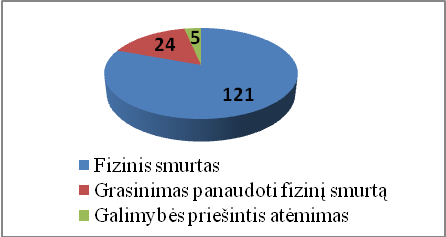 24 5
121
Fizinis smurtas
Grasinimas panaudoti fizinį smurtą
Galimybės priešintis atėmimas